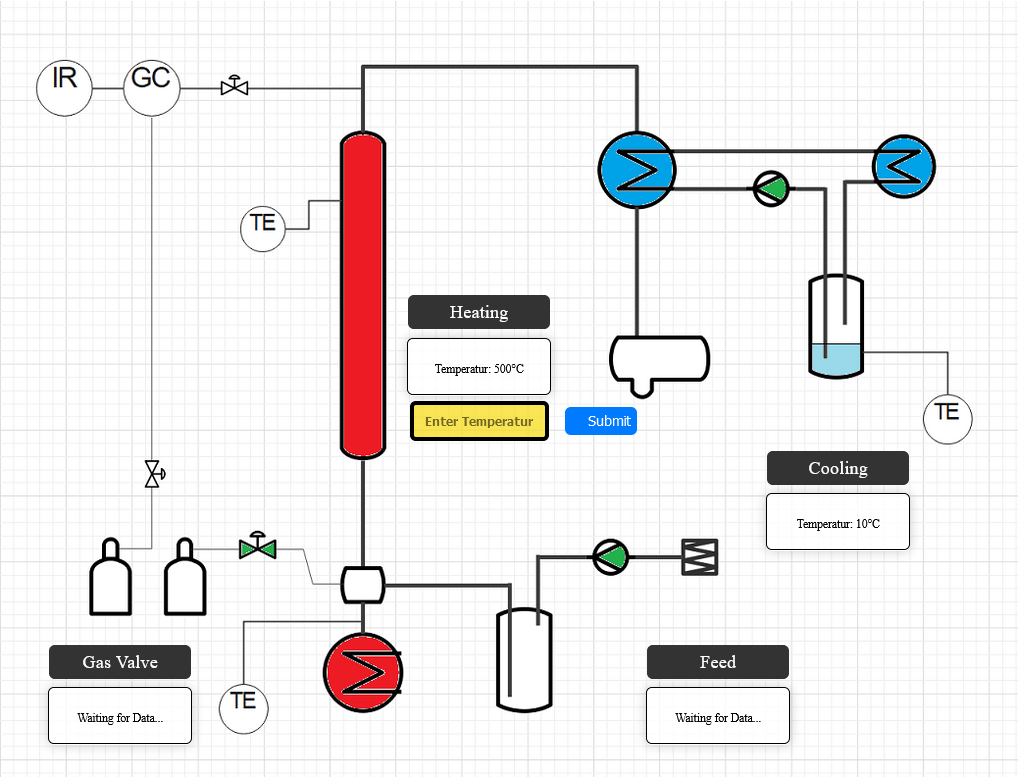 IR
GC
TE
Heating
Temperatur: 500°C
Enter Temperatur
Submit
TE
Cooling
Temperatur: 10°C
Gas Valve
Waiting for Data...
TE
Feed
Waiting for Data...